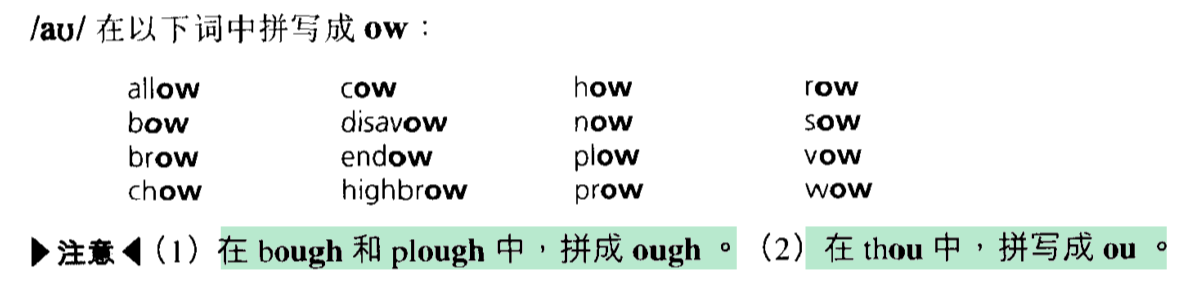 /aʊ/ 在以下词中拼写成 ow：
allow cow how row
bow disavow now sow
brow endow plow vow
chow highbrow prow wow
▶注意◀（1）在 bough 和 plough 中，拼成 ough。（2）在 thou 中，拼写成 ou。